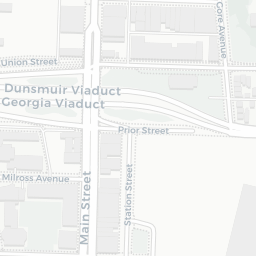 Gore Avenue
Union Street
Dunsmuir Viaduct
Georgia Viaduct
Prior Street
Milross Avenue
Main Street
Station Street